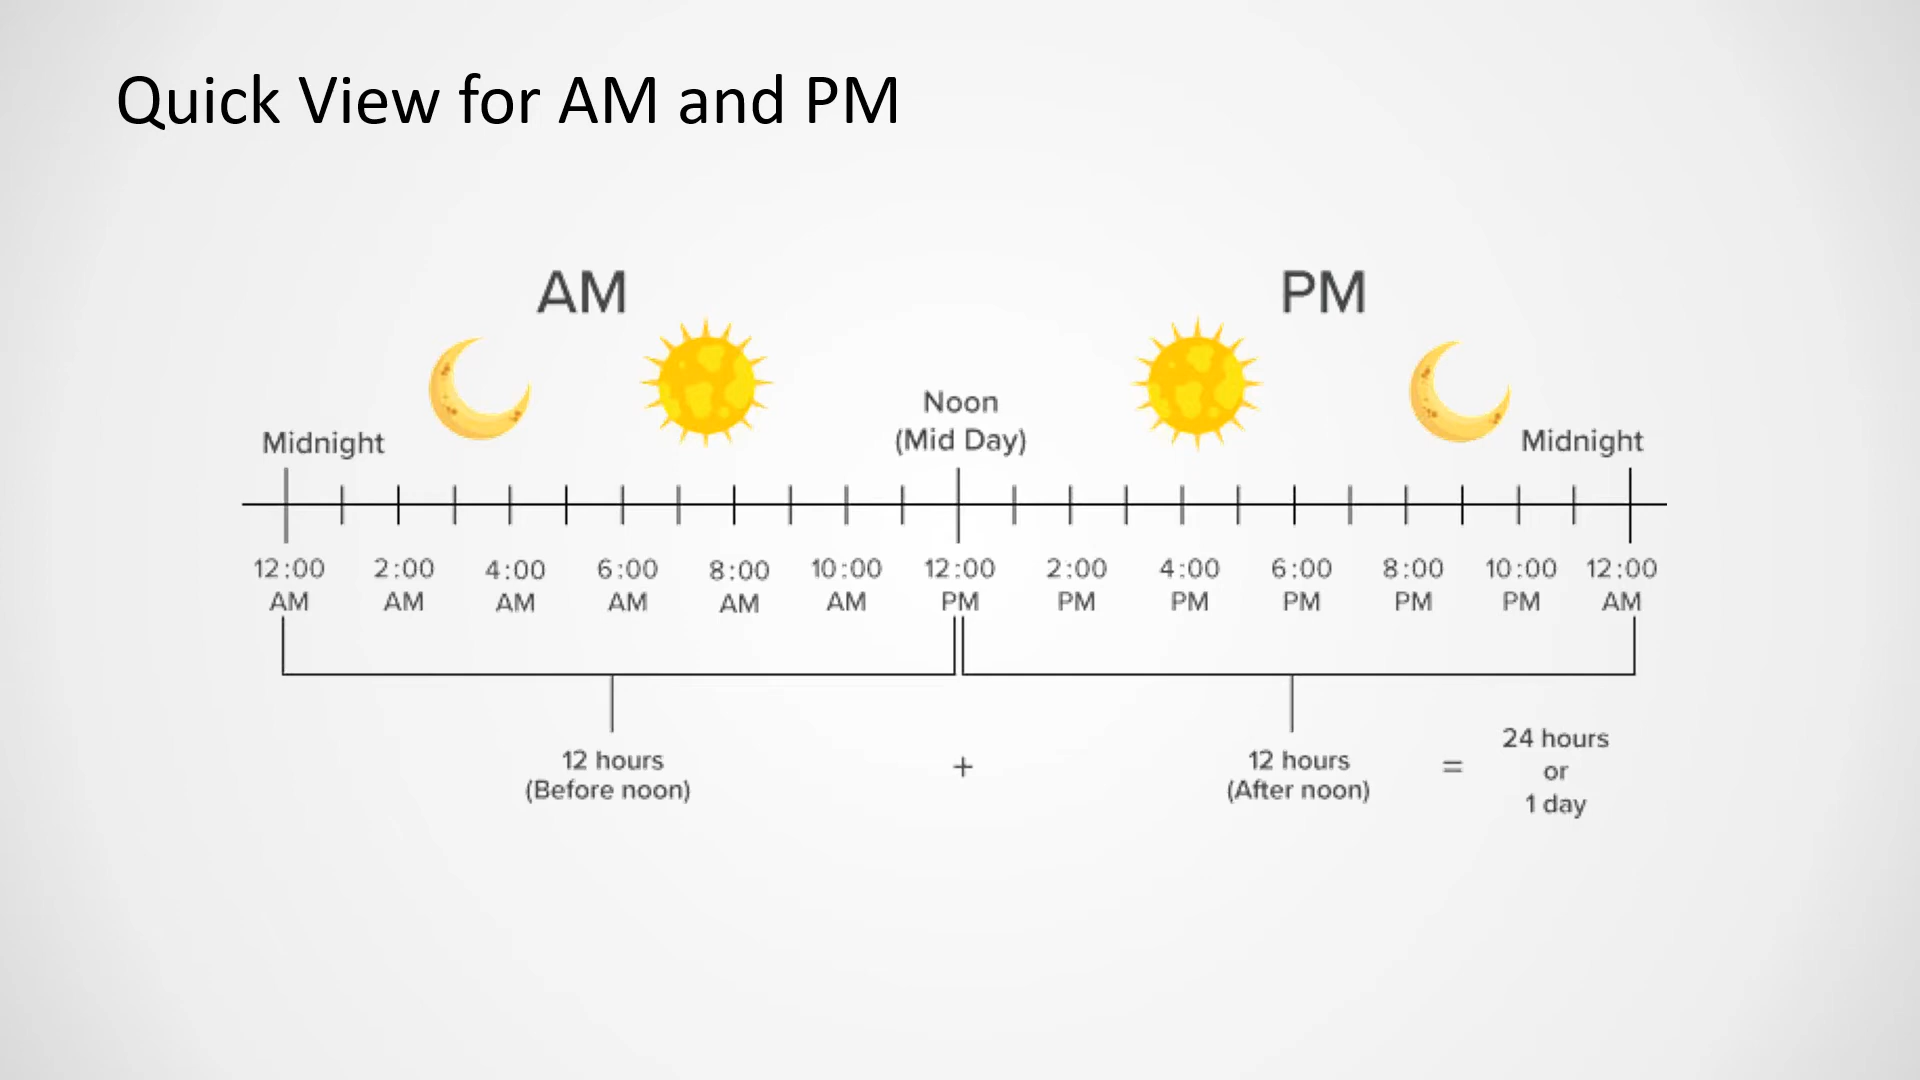 Quick View for AM and PM
AM
PM
Noon
(Mid Day)
Midnight
Midnight
12:00 2:00 4:00 6:00 8:00 10:00 12:00 2:00 4:00 6:00 8:00 10:00 12:00
AM AM AM AM AM AM PM PM PM PM PM PM AM
12 hours
(Before noon)
+
12 hours
(After noon)
=
24 hours
or
1 day